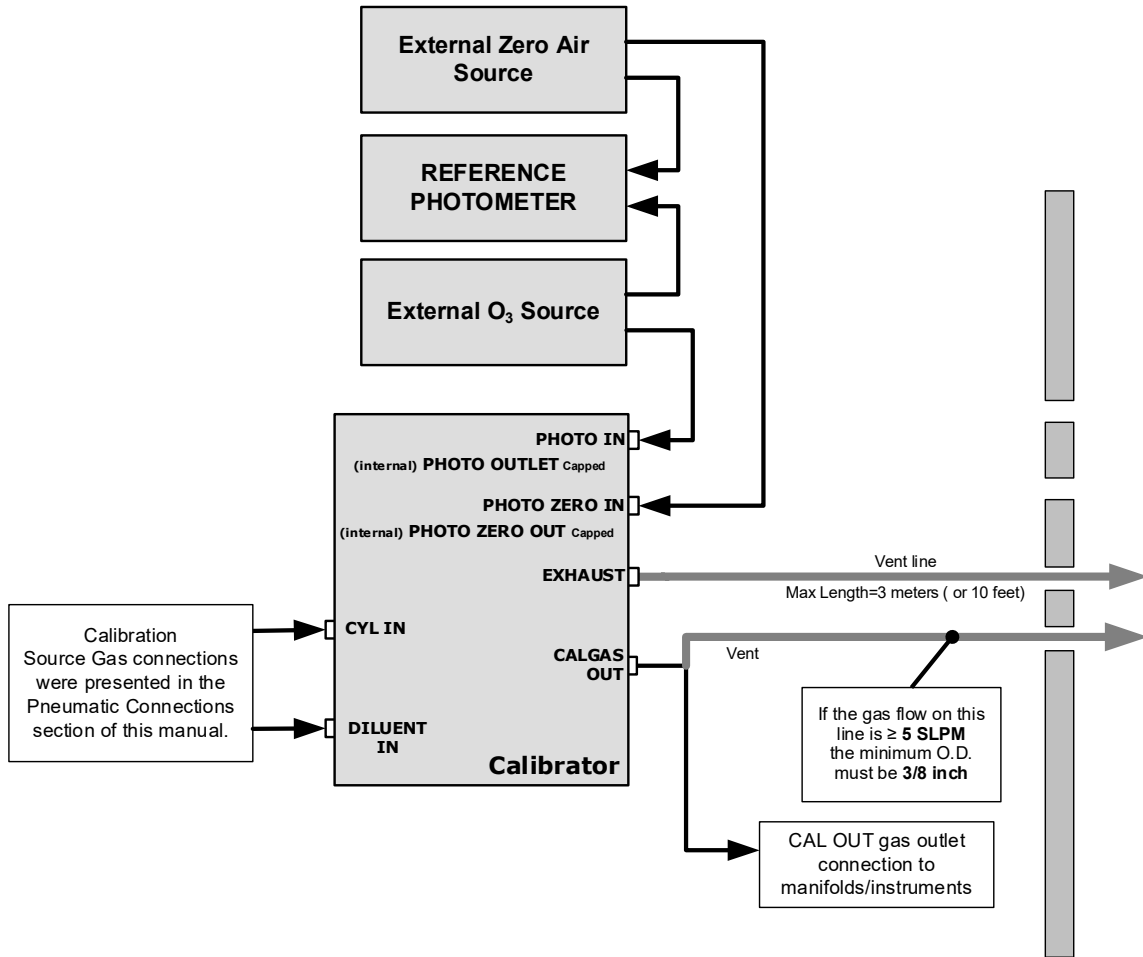 External Zero Air
Source
REFERENCE
PHOTOMETER
External O₃ Source
PHOTO IN
(internal) PHOTO OUTLET Capped
PHOTO ZERO IN
(internal) PHOTO ZERO OUT Capped
EXHAUST
CYL IN
CALGAS
OUT
DILUENT
IN
Calibrator
Calibration
Source Gas connections
were presented in the
Pneumatic Connections
section of this manual.
Vent line
Max Length=3 meters ( or 10 feet)
Vent
If the gas flow on this
line is ≥ 5 SLPM
the minimum O.D.
must be 3/8 inch
CAL OUT gas outlet
connection to
manifolds/instruments